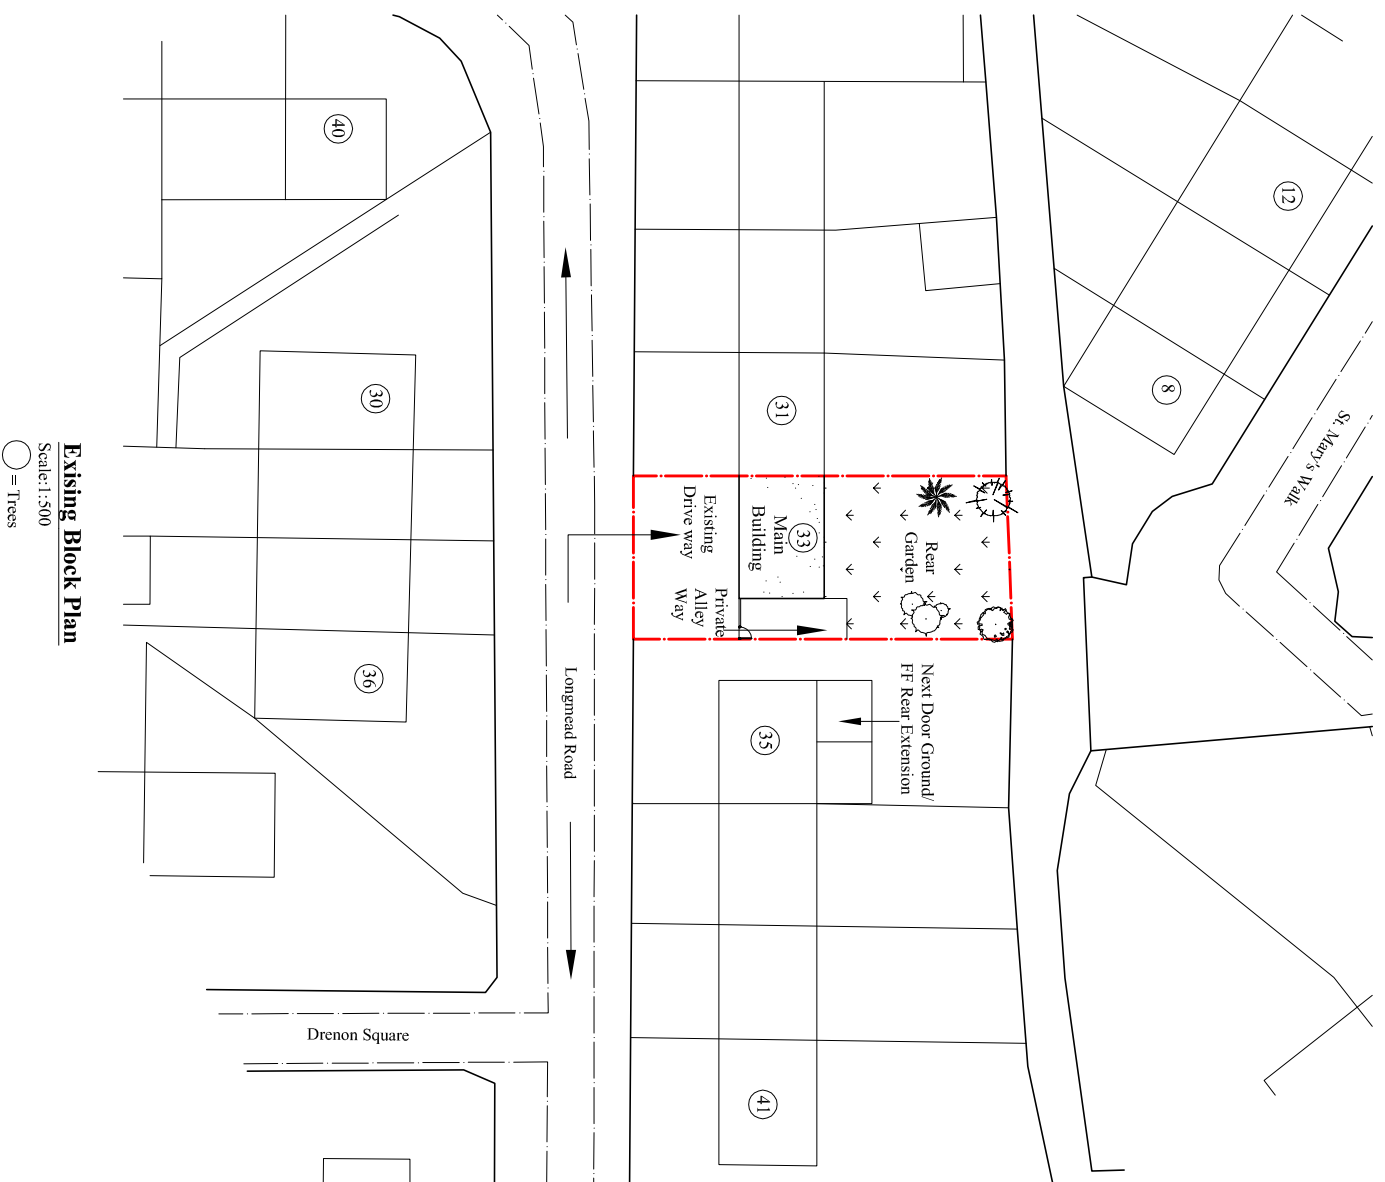 40
12
8
St. Mary's Walk
30
31
33
Main
Building
Existing
Drive way
Rear
Garden
Private
Alley
Way
Next Door Ground/
FF Rear Extension
35
36
Longmead Road
Drenon Square
41
Exising Block Plan
Scale:1:500
= Trees